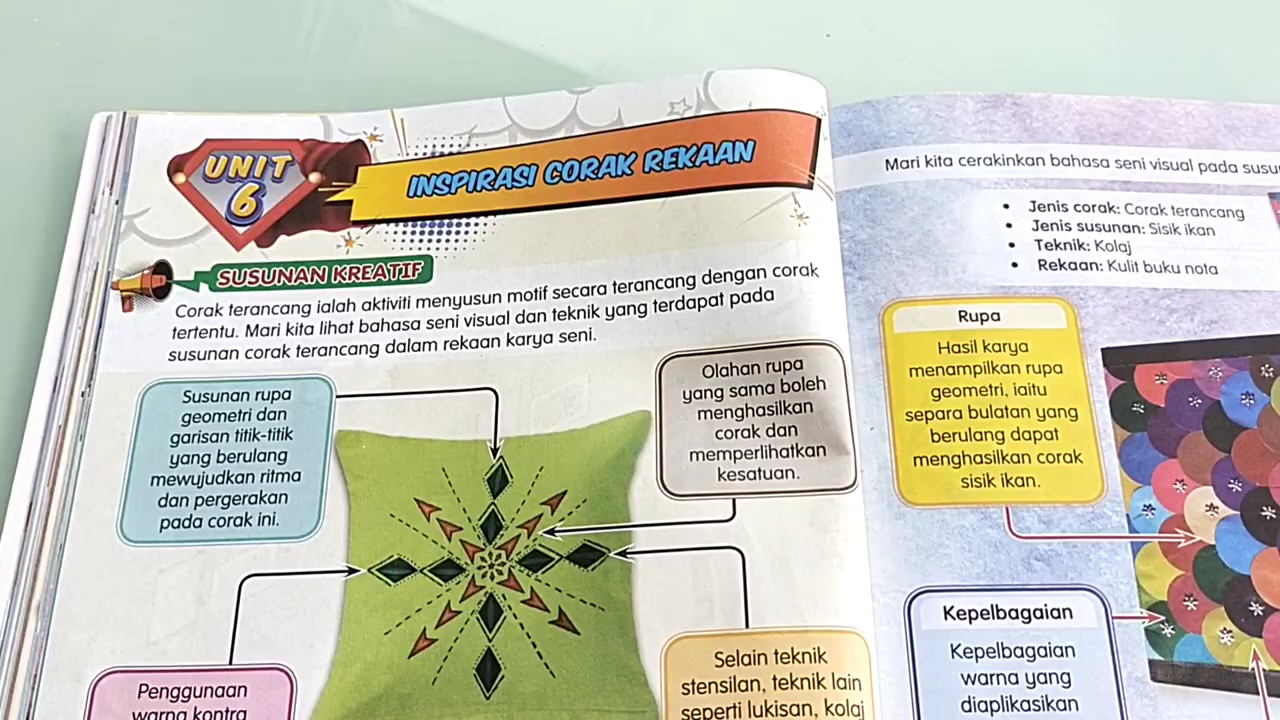 UNIT
6
INSPIRASI CORAK REKAAN
SUSUNAN KREATIF
Corak terancang ialah aktiviti menyusun motif secara terancang dengan corak
tertentu. Mari kita lihat bahasa seni visual dan teknik yang terdapat pada
susunan corak terancang dalam rekaan karya seni.
Susunan rupa
geometri dan
garisan titik-titik
yang berulang
mewujudkan ritma
dan pergerakan
pada corak ini.
Olahan rupa
yang sama boleh
menghasilkan
corak dan
memperlihatkan
kesatuan.
Penggunaan
warna kontra
Selain teknik
stensilan, teknik lain
seperti lukisan, kolaj
Mari kita cerakinkan bahasa seni visual pada
• Jenis corak: Corak terancang
• Jenis susunan: Sisik ikan
• Teknik: Kolaj
• Rekaan: Kulit buku nota
Rupa
Hasil karya
menampilkan rupa
geometri, iaitu
separa bulatan yang
berulang dapat
menghasilkan corak
sisik ikan.
Kepelbagaian
Kepelbagaian
warna yang
diaplikasikan